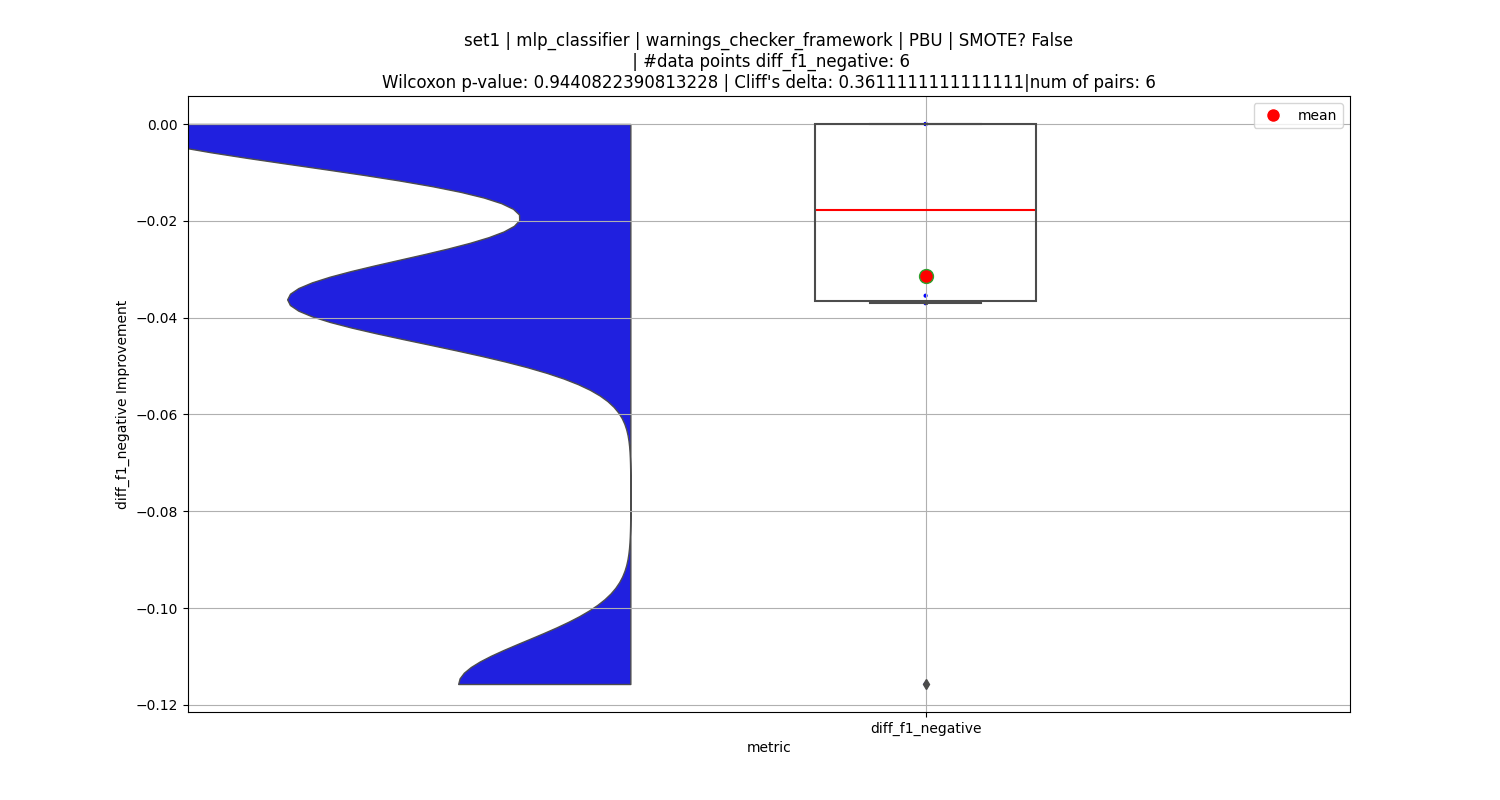 set1 | mlp_classifier | warnings_checker_framework | PBU | SMOTE? False
| #data points diff_f1_negative: 6
Wilcoxon p-value: 0.9440822390813228 | Cliff's delta: 0.3611111111111111|num of pairs: 6
mean
0.00
−0.02
−0.04
−0.06
−0.08
−0.10
−0.12
diff_f1_negative Improvement
diff_f1_negative
metric